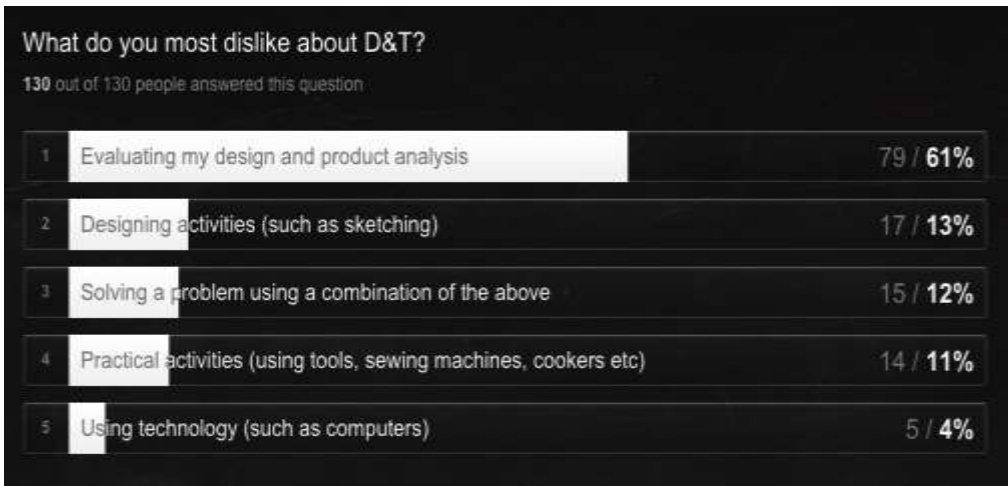 What do you most dislike about D&T?
130 out of 130 people answered this question
1 Evaluating my design and product analysis 79 / 61%
2 Designing activities (such as sketching) 17 / 13%
3 Solving a problem using a combination of the above 15 / 12%
4 Practical activities (using tools, sewing machines, cookers etc) 14 / 11%
5 Using technology (such as computers) 5 / 4%